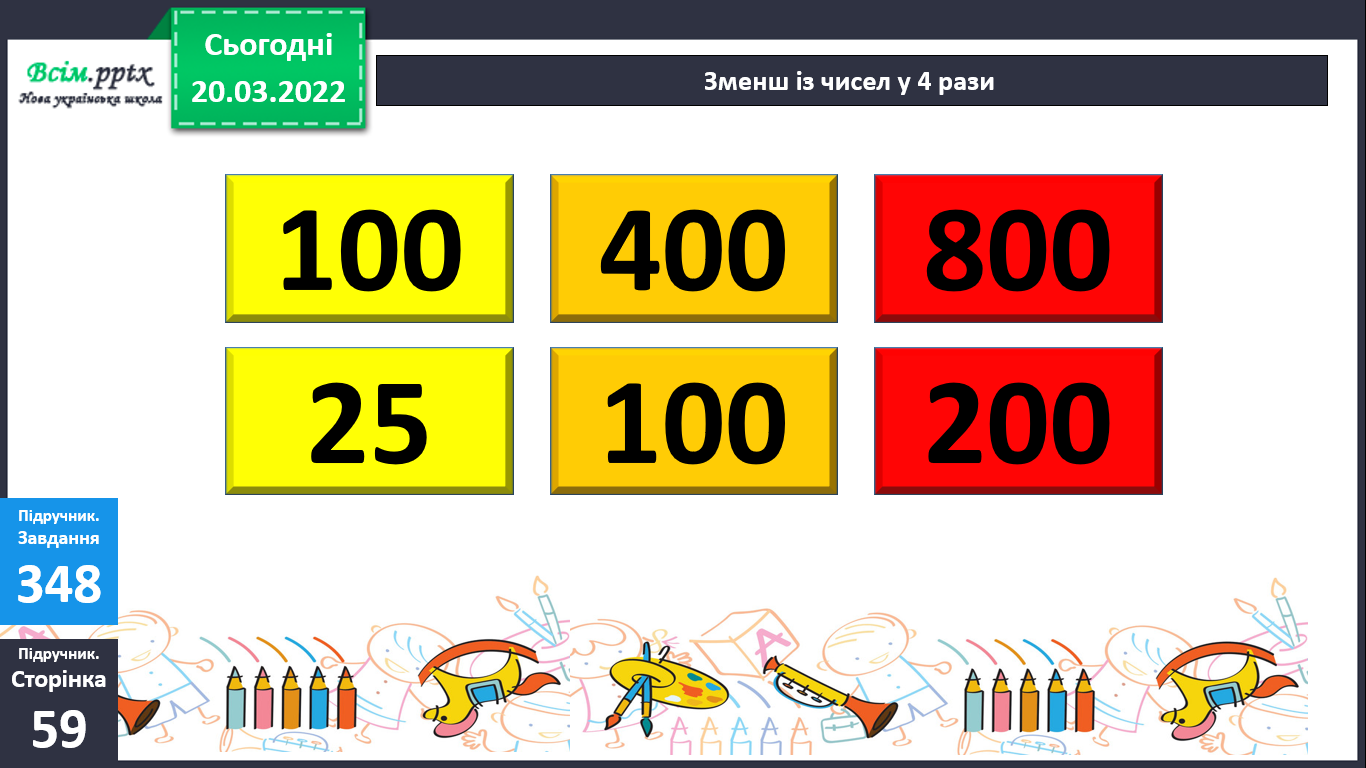 Всім.pptx
Нова українська школа
Сьогодні
20.03.2022
Зменш із чисел у 4 рази
100
400
800
25
100
200
Підручник.
Завдання
348
Підручник.
Сторінка
59